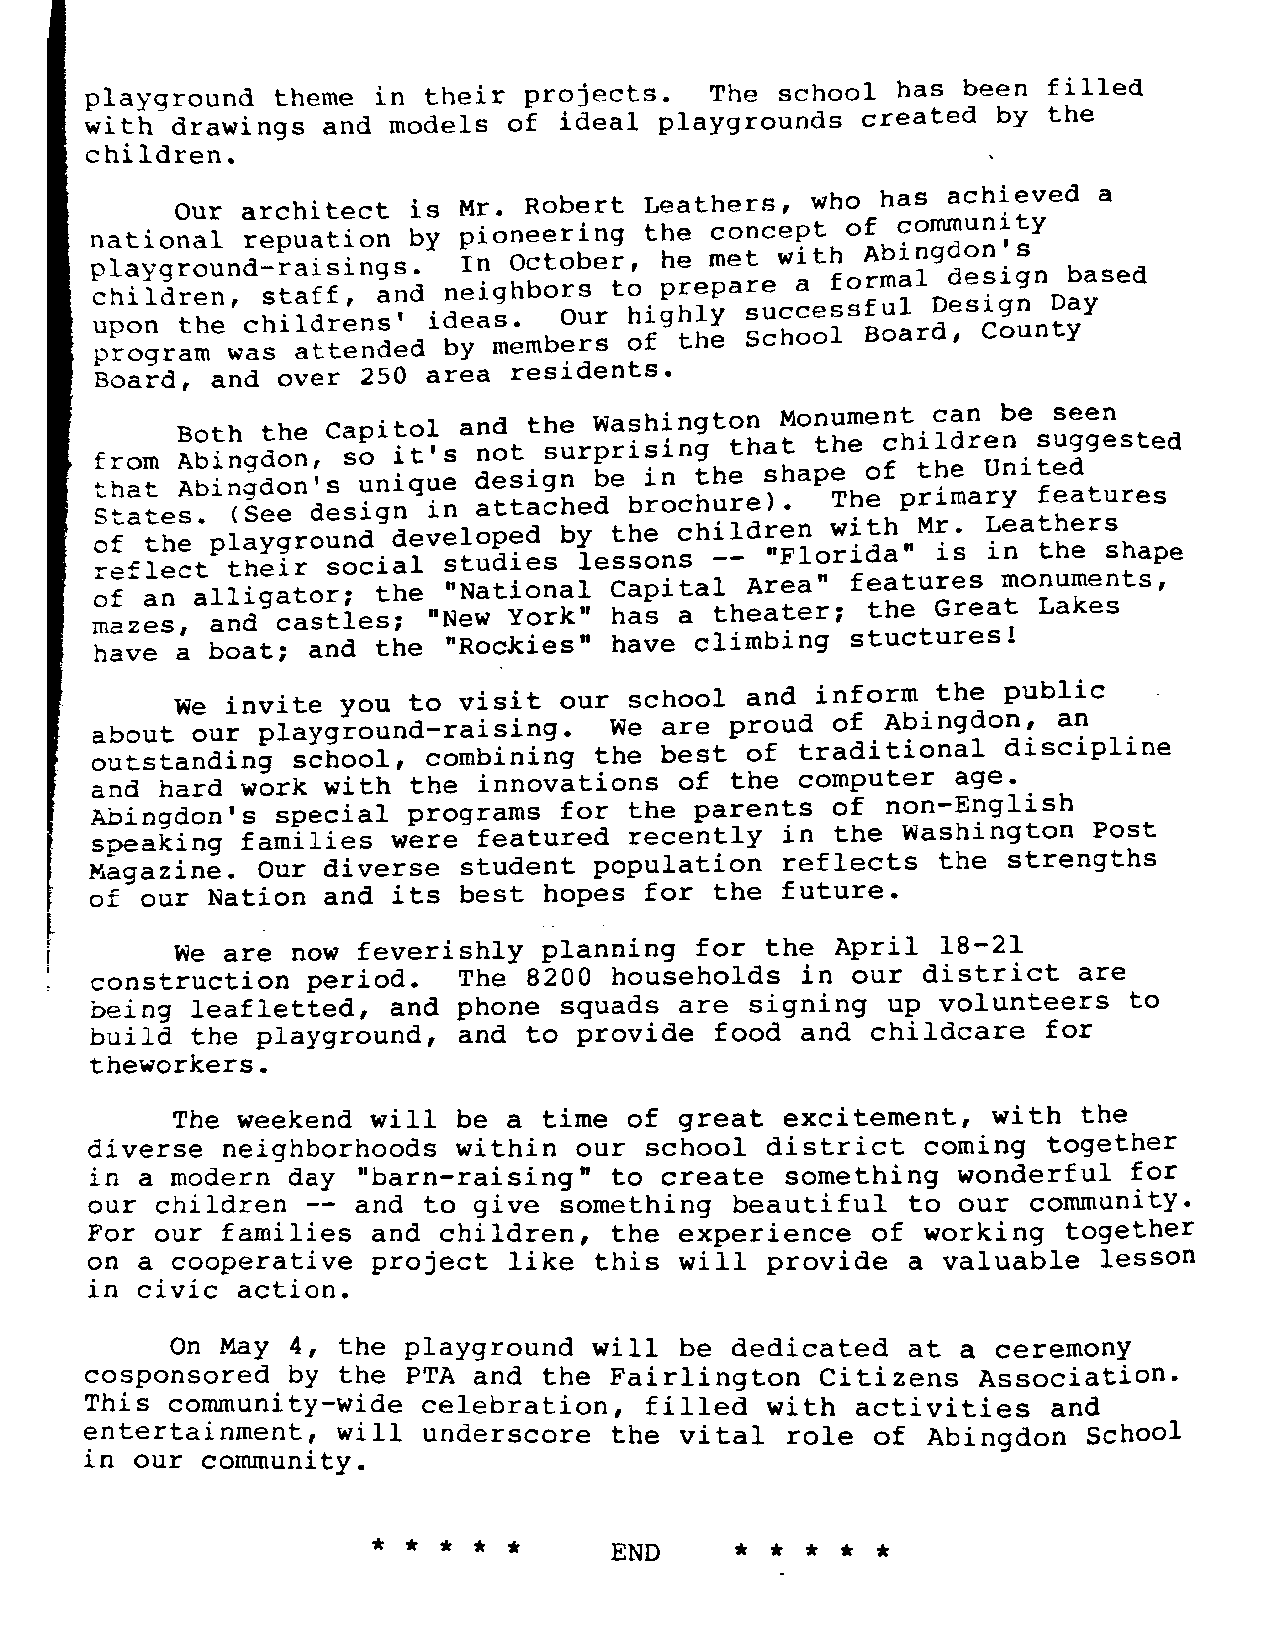 playground theme in their projects.  The school has been filled
with drawings and models of ideal playgrounds created by the
children.
Our architect is Mr. Robert Leathers, who has achieved a
national repuation by pioneering the concept of community
playground-raisings.  In October, he met with Abingdon's
children, staff, and neighbors to prepare a formal design based
upon the childrens' ideas.  Our highly successful Design Day
program was attended by members of the School Board, County
Board, and over 250 area residents.
Both the Capitol and the Washington Monument can be seen
from Abingdon, so it's not surprising that the children suggested
that Abingdon's unique design be in the shape of the United
States. (See design in attached brochure).  The primary features
of the playground developed by the children with Mr. Leathers
reflect their social studies lessons -- "Florida" is in the shape
of an alligator; the "National Capital Area" features monuments,
mazes, and castles; "New York" has a theater; the Great Lakes
have a boat; and the "Rockies" have climbing stuctures!
We invite you to visit our school and inform the public
about our playground-raising.  We are proud of Abingdon, an
outstanding school, combining the best of traditional discipline
and hard work with the innovations of the computer age.
Abingdon's special programs for the parents of non-English
speaking families were featured recently in the Washington Post
Magazine. Our diverse student population reflects the strengths
of our Nation and its best hopes for the future.
We are now feverishly planning for the April 18-21
construction period.  The 8200 households in our district are
being leafletted, and phone squads are signing up volunteers to
build the playground, and to provide food and childcare for
theworkers.
The weekend will be a time of great excitement, with the
diverse neighborhoods within our school district coming together
in a modern day "barn-raising" to create something wonderful for
our children -- and to give something beautiful to our community.
For our families and children, the experience of working together
on a cooperative project like this will provide a valuable lesson
in civic action.
On May 4, the playground will be dedicated at a ceremony
cosponsored by the PTA and the Fairlington Citizens Association.
This community-wide celebration, filled with activities and
entertainment, will underscore the vital role of Abingdon School
in our community.
* * * * *   END   * * * * *